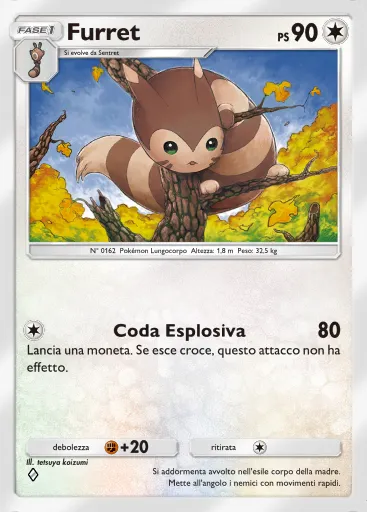 FASE 1 Furret PS 90
Si evolve da Sentret
N° 0162 Pokémon Lungocorpo Altezza: 1,8 m Peso: 32,5 kg
Coda Esplosiva 80
Lancia una moneta. Se esce croce, questo attacco non ha
effetto.
debolezza +20 ritirata
Ill. tetsuya koizumi
Si addormenta avvolto nell'esile corpo della madre.
Mette all'angolo i nemici con movimenti rapidi.